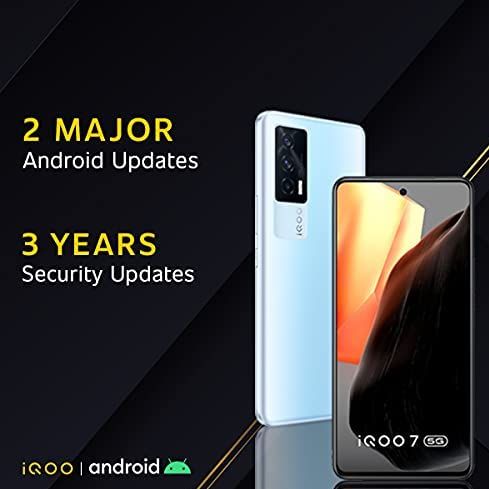 2 MAJOR
Android Updates
3 YEARS
Security Updates
iQOO
iQOO 7 5G
iQOO | android